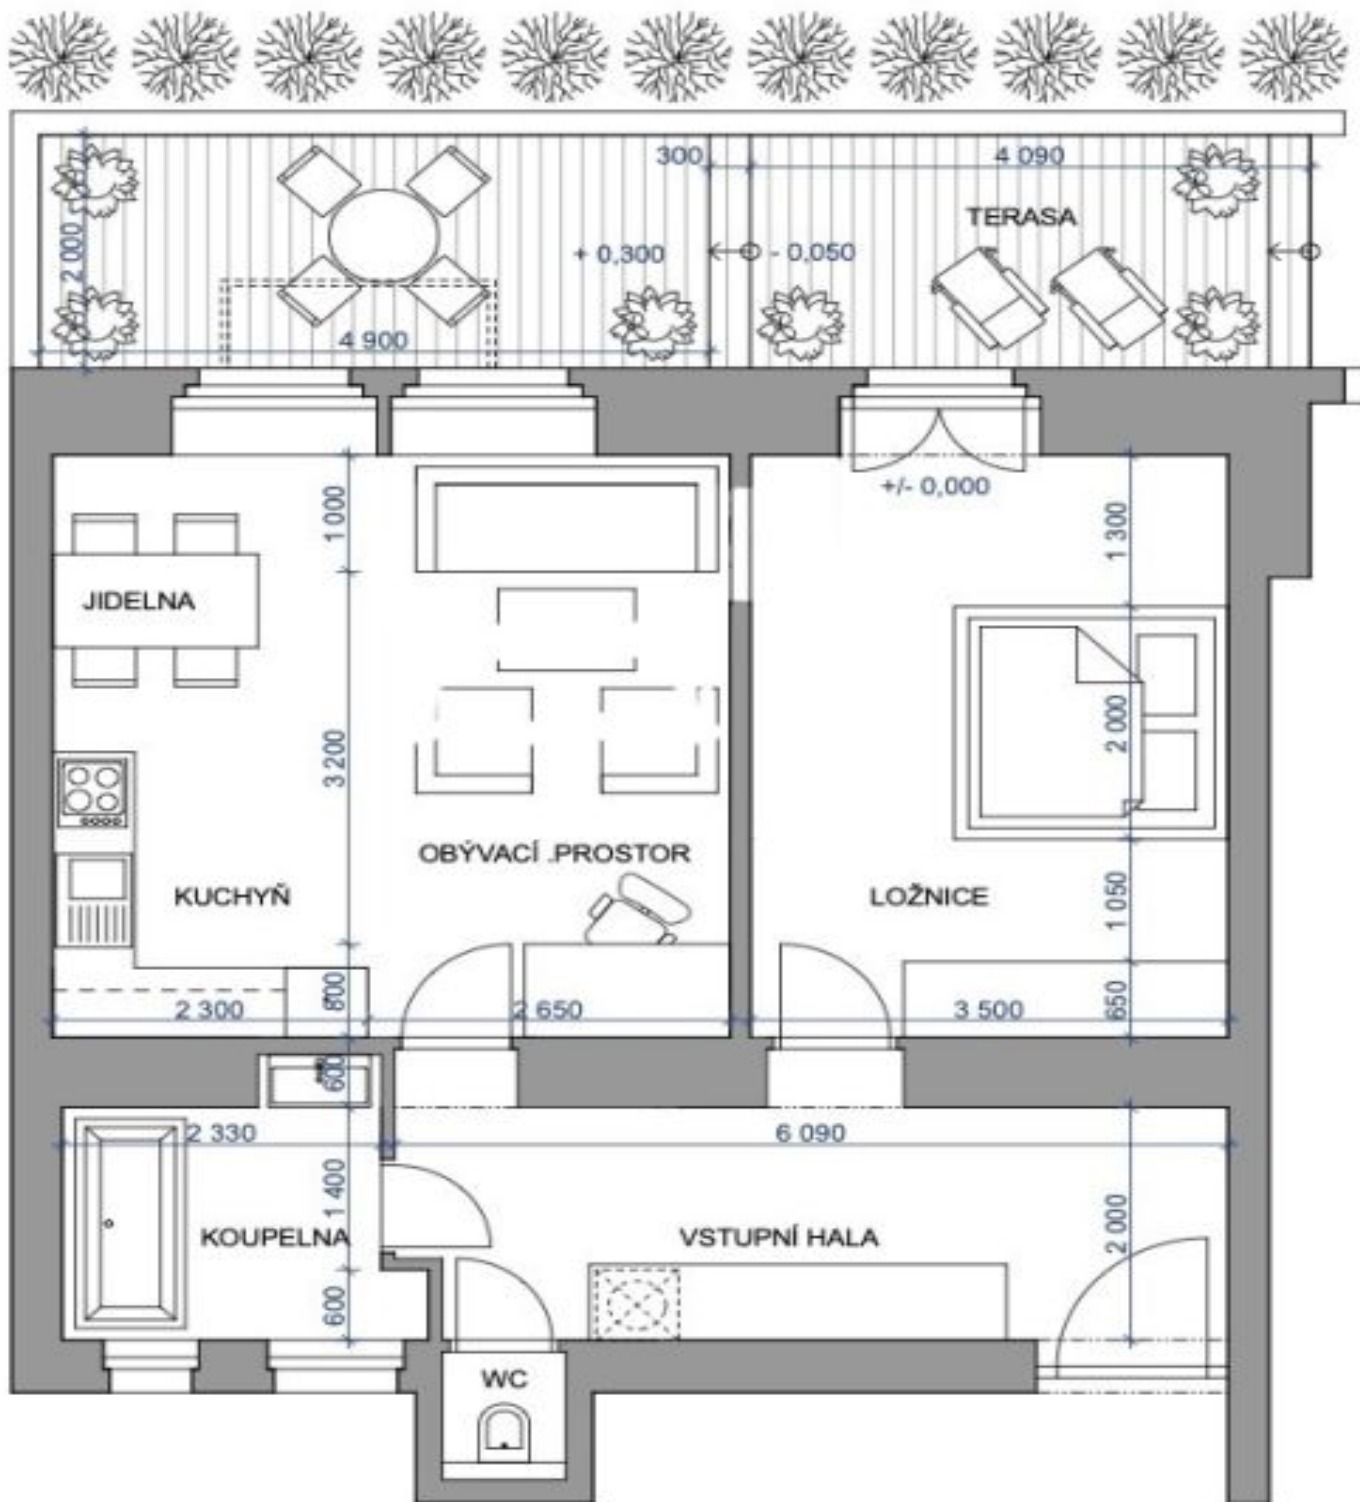 300
4 090
TERASA
2 000
+ 0,300
- 0,050
4 900
+/- 0,000
1 000
1 300
JIDELNA
2 000
3 200
OBÝVACÍ .PROSTOR
KUCHYŇ
LOŽNICE
1 050
800
650
2 300
2 650
3 500
600
2 330
6 090
1 400
2 000
KOUPELNA
VSTUPNÍ HALA
600
WC